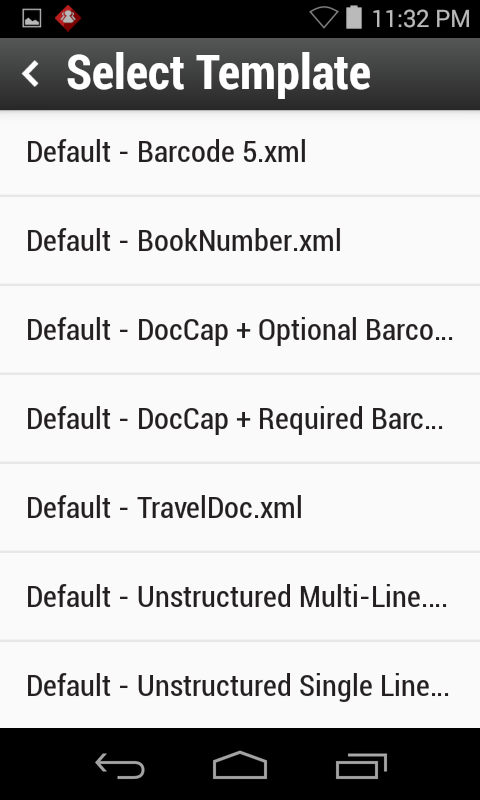 11:32 PM
Select Template
Default - Barcode 5.xml
Default - BookNumber.xml
Default - DocCap + Optional Barco...
Default - DocCap + Required Barc...
Default - TravelDoc.xml
Default - Unstructured Multi-Line....
Default - Unstructured Single Line...